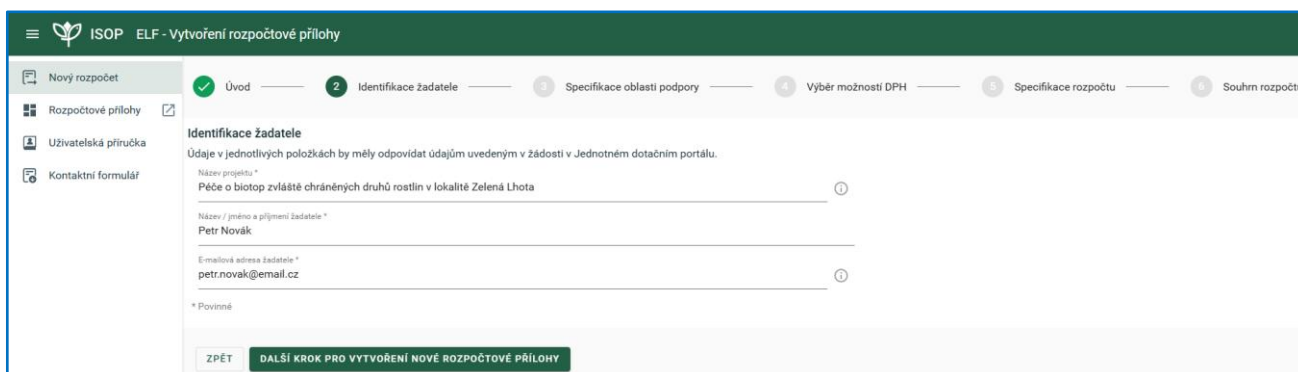 ISOP ELF - Vytvoření rozpočtové přílohy
Nový rozpočet
Rozpočtové přílohy
Uživatelská příručka
Kontaktní formulář
Úvod
2 Identifikace žadatele
3 Specifikace oblasti podpory
4 Výběr možností DPH
5 Specifikace rozpočtu
6 Souhrn rozpočt
Identifikace žadatele
Údaje v jednotlivých položkách by měly odpovídat údajům uvedeným v žádosti v Jednotném dotačním portálu.
Název projektu *
Péče o biotop zvláště chráněných druhů rostlin v lokalitě Zelená Lhota
Název / jméno a příjmení žadatele *
Petr Novák
E-mailová adresa žadatele *
petr.novak@email.cz
* Povinné
ZPĚT
DALŠÍ KROK PRO VYTVOŘENÍ NOVÉ ROZPOČTOVÉ PŘÍLOHY